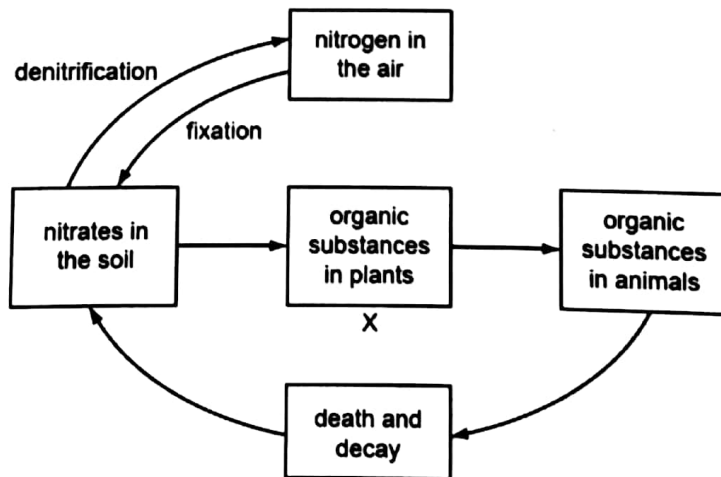 nitrogen in
the air
denitrification
fixation
nitrates in
the soil
organic
substances
in plants
organic
substances
in animals
X
death and
decay